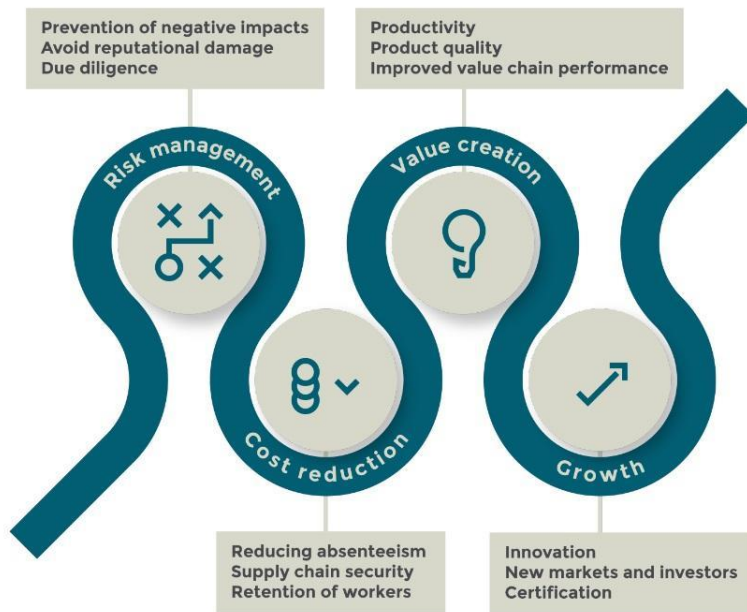 Prevention of negative impacts
Avoid reputational damage
Due diligence
Productivity
Product quality
Improved value chain performance
Risk management
Value creation
Cost reduction
Growth
Reducing absenteeism
Supply chain security
Retention of workers
Innovation
New markets and investors
Certification